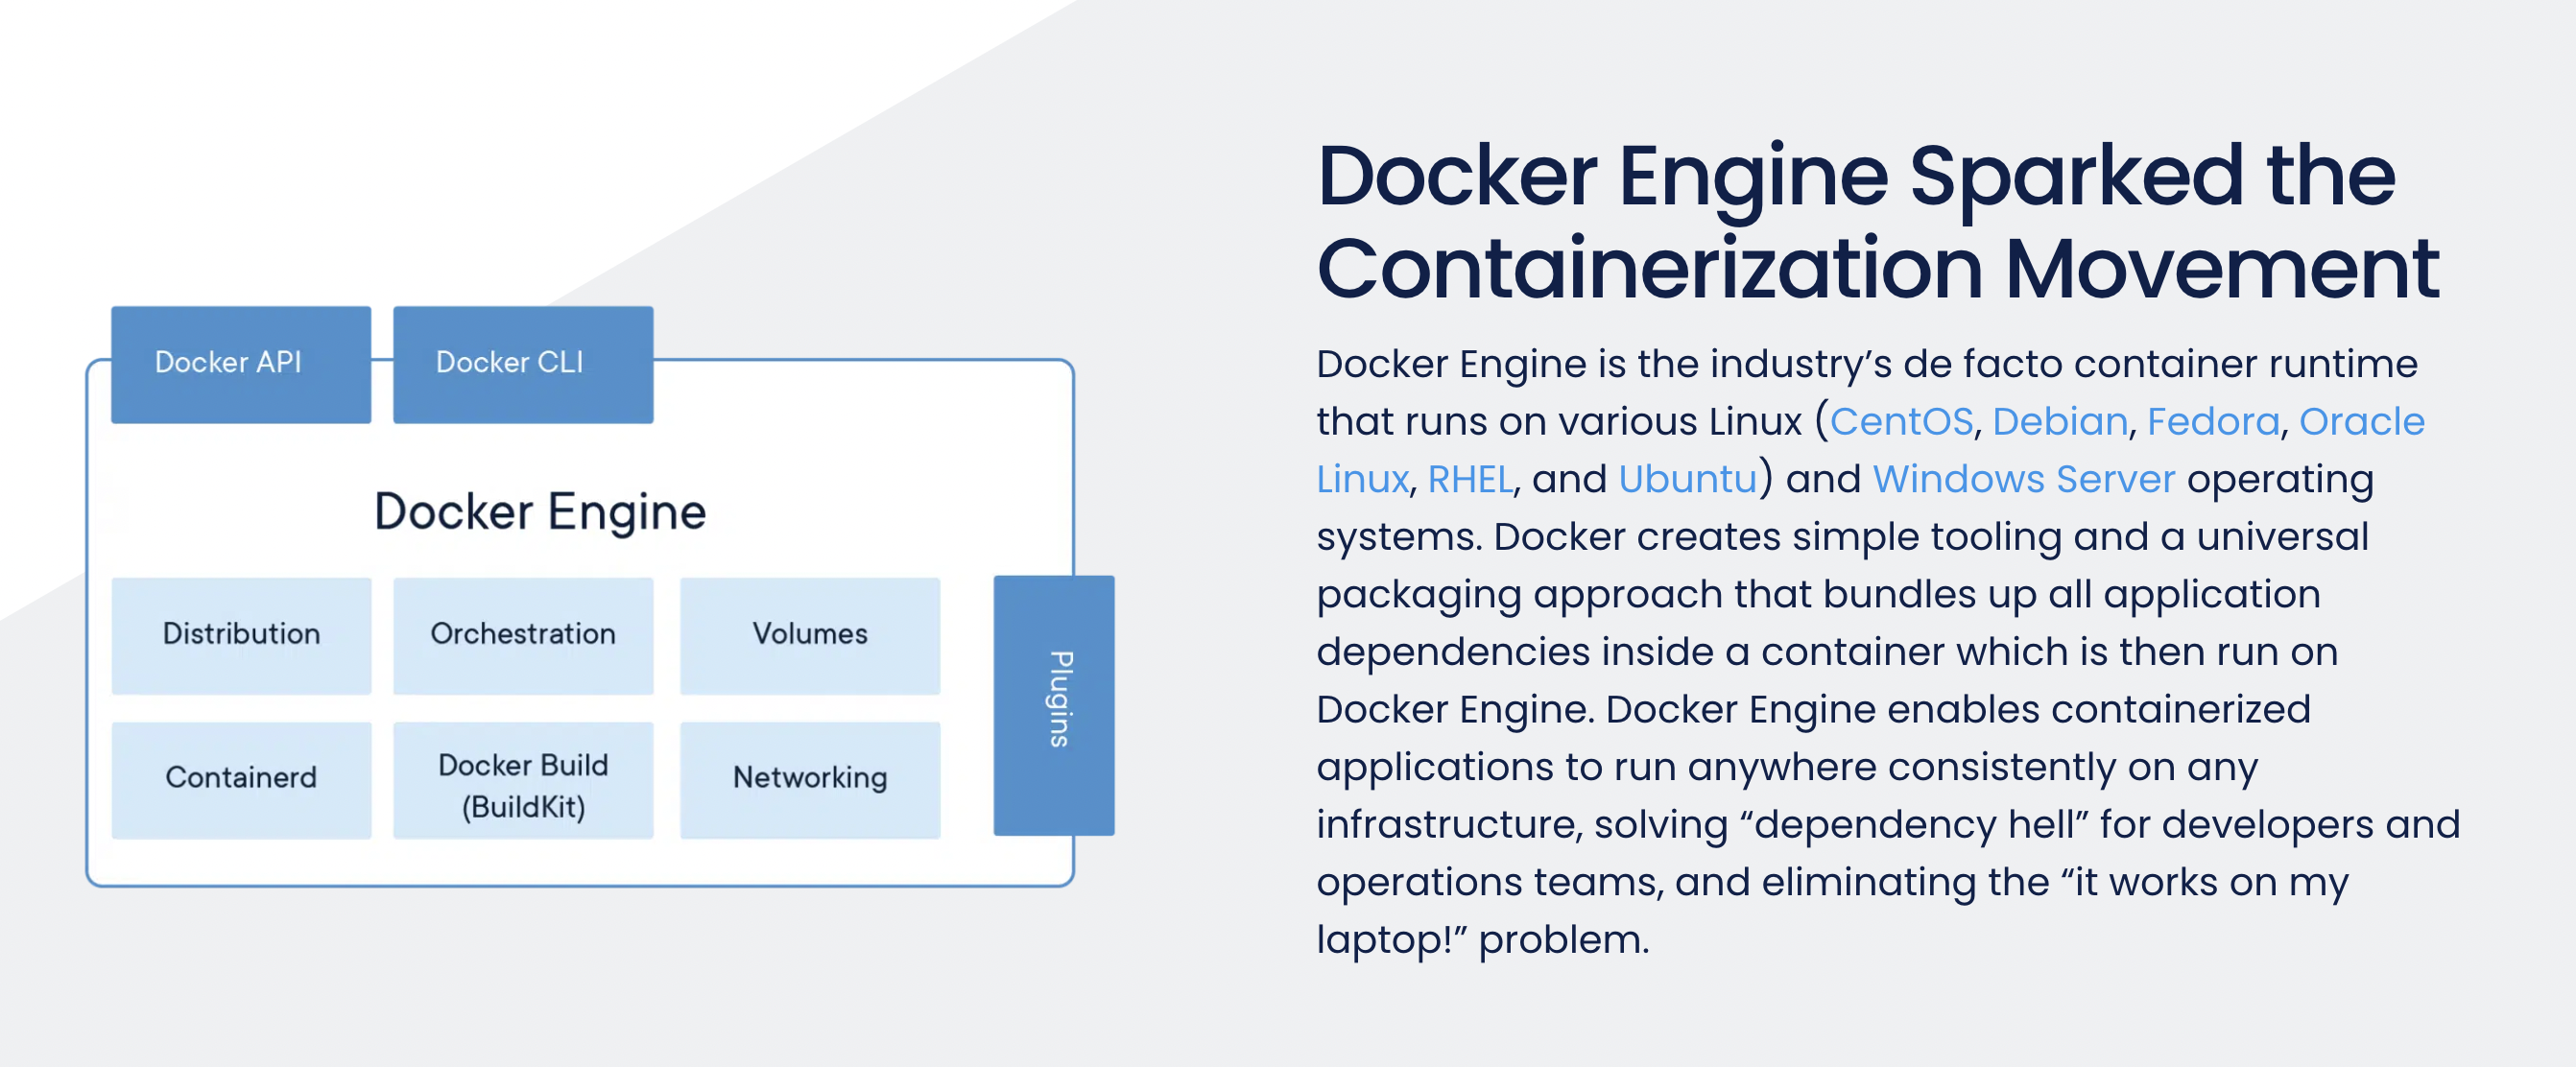 Docker API
Docker CLI
Docker Engine
Distribution
Orchestration
Volumes
Containerd
Docker Build
(BuildKit)
Networking
Plugins
Docker Engine Sparked the
Containerization Movement
Docker Engine is the industry’s de facto container runtime
that runs on various Linux (CentOS, Debian, Fedora, Oracle
Linux, RHEL, and Ubuntu) and Windows Server operating
systems. Docker creates simple tooling and a universal
packaging approach that bundles up all application
dependencies inside a container which is then run on
Docker Engine. Docker Engine enables containerized
applications to run anywhere consistently on any
infrastructure, solving “dependency hell” for developers and
operations teams, and eliminating the “it works on my
laptop!” problem.